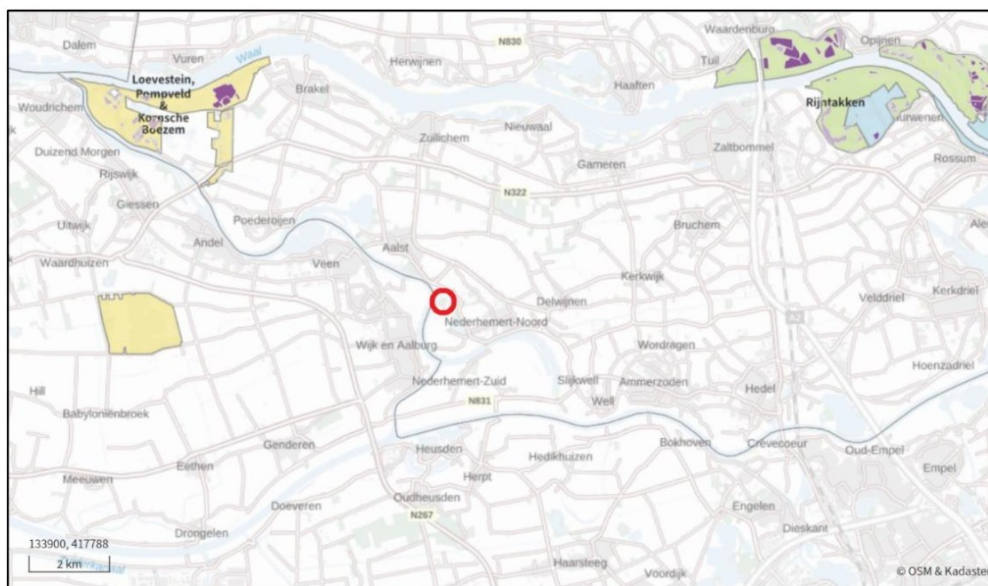 Dalem
Vuren
Waal
N830
Herwijnen
Waardenburg
Tuil
Opijnen
Loevestein,
Pompveld
&
Kornsche
Boezem
Woudrichem
Brakel
Haaften
Rijntakken
Hurwenen
Nieuwaal
Zuilichem
Zaltbommel
Duizend Morgen
Rijswijk
Gameren
Rossum
Giessen
N322
Uitwijk
Poederoijen
Bruchem
Andel
Aalst
Waardhuizen
Veen
Kerkwijk
Kerkdriel
Velddriel
Delwijnen
Nederhemert-Noord
A2
Wijk en Aalburg
Wordragen
Hoenzadriel
Nederhemert-Zuid
Slijkwell
Ammerzoden
Hedel
Hill
N831
Well
Babyloniënbroek
Genderen
Heusden
Hedikhuizen
Bokhoven
Crevecoeur
Oud-Empel
Eethen
Meeuwen
Herpt
Empel
Oudheusden
Doeveren
Engelen
N267
Dieskant
Drongelen
133900, 417788
2 km
Haarsteeg
Voordijk
© OSM & Kadaster